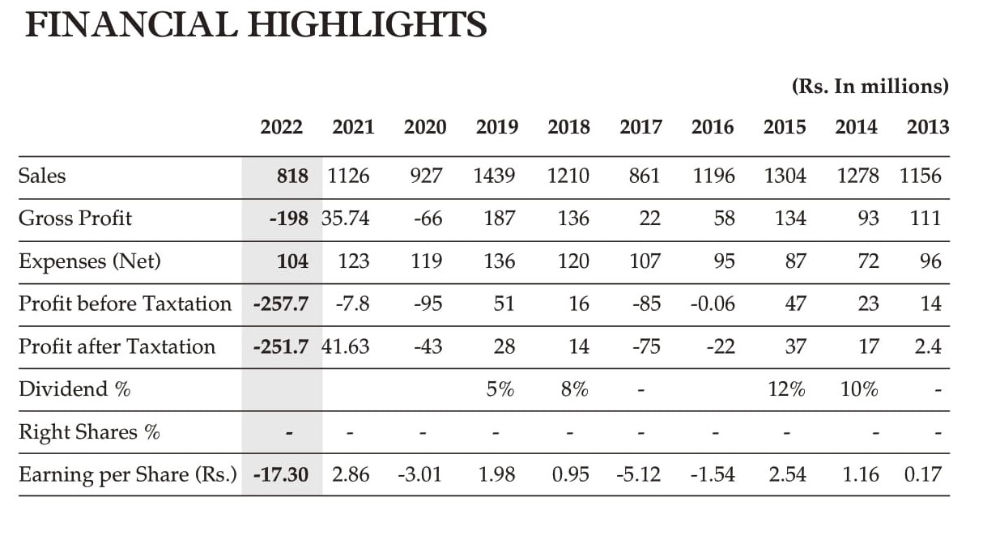 FINANCIAL HIGHLIGHTS
(Rs. In millions)
2022 2021 2020 2019 2018 2017 2016 2015 2014 2013
Sales 818 1126 927 1439 1210 861 1196 1304 1278 1156
Gross Profit -198 35.74 -66 187 136 22 58 134 93 111
Expenses (Net) 104 123 119 136 120 107 95 87 72 96
Profit before Taxtation -257.7 -7.8 -95 51 16 -85 -0.06 47 23 14
Profit after Taxtation -251.7 41.63 -43 28 14 -75 -22 37 17 2.4
Dividend % 5% 8% - 12% 10% -
Right Shares % - - - - - - - - - -
Earning per Share (Rs.) -17.30 2.86 -3.01 1.98 0.95 -5.12 -1.54 2.54 1.16 0.17